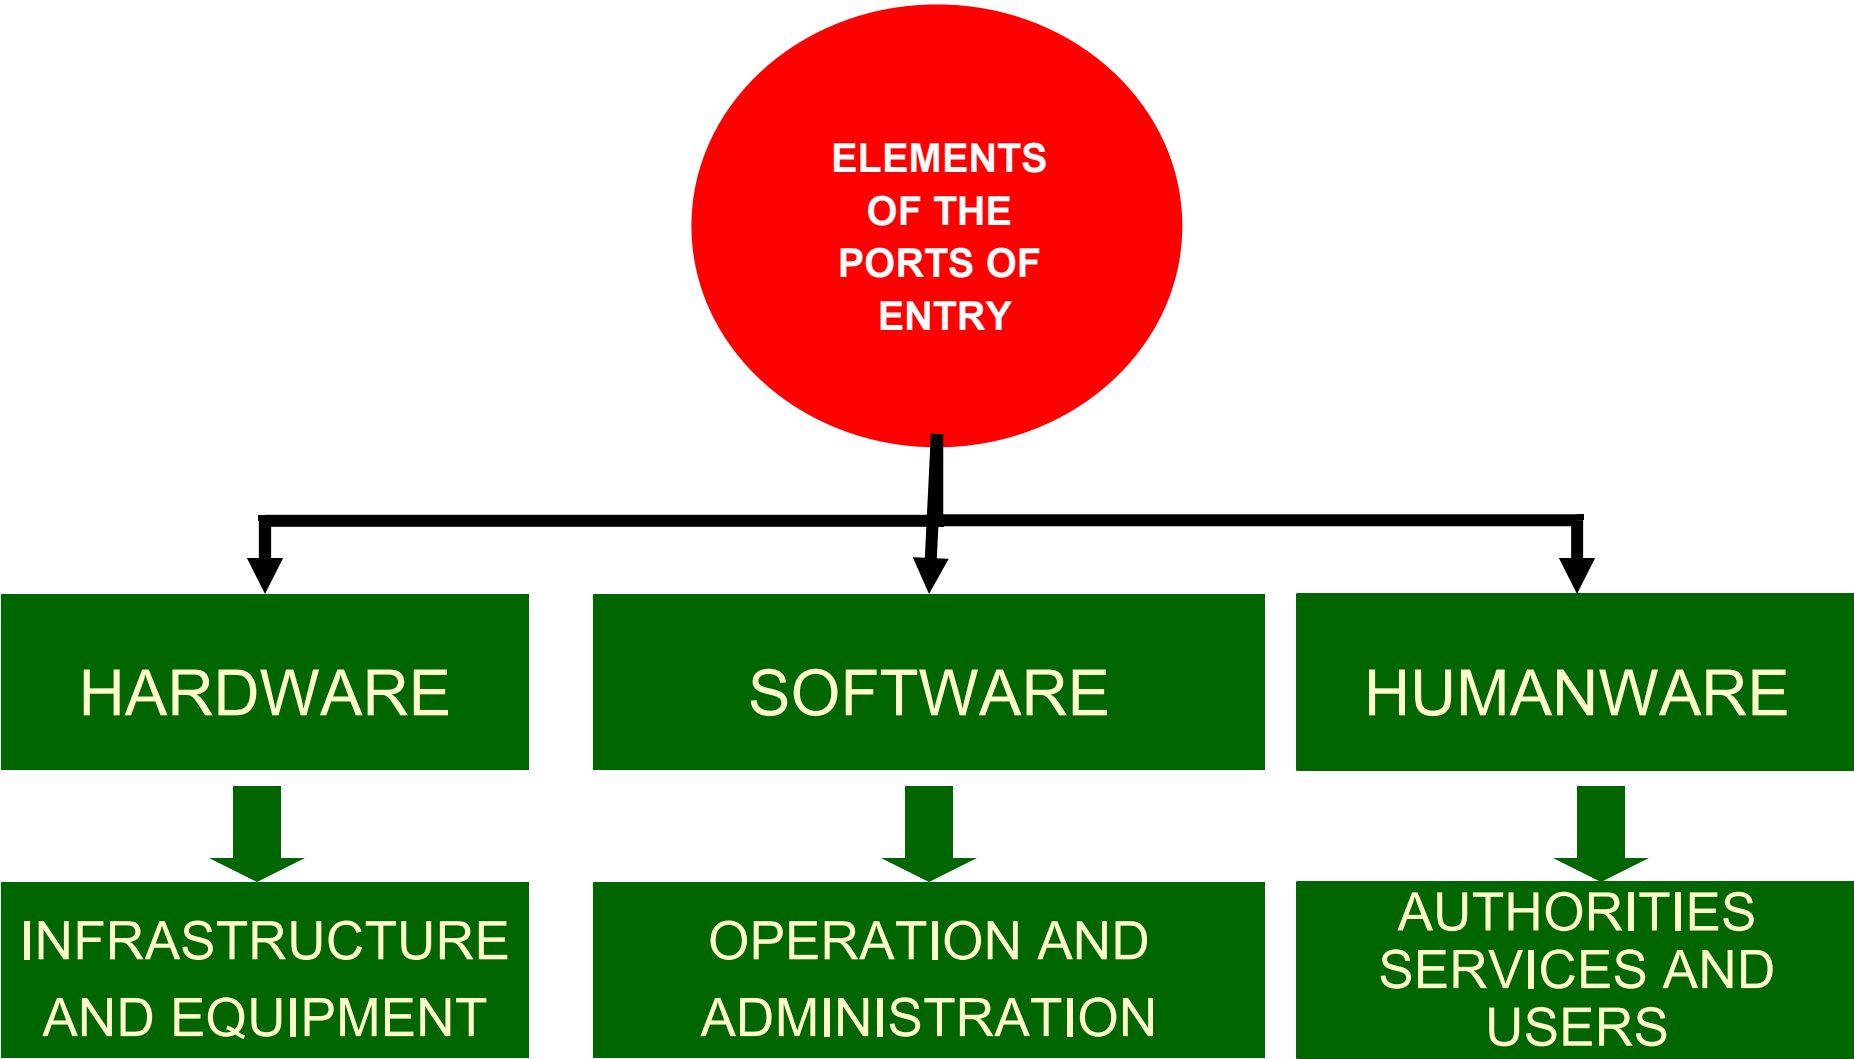 ELEMENTS
OF THE
PORTS OF
ENTRY
HARDWARE
SOFTWARE
HUMANWARE
INFRASTRUCTURE
AND EQUIPMENT
OPERATION AND
ADMINISTRATION
AUTHORITIES
SERVICES AND
USERS